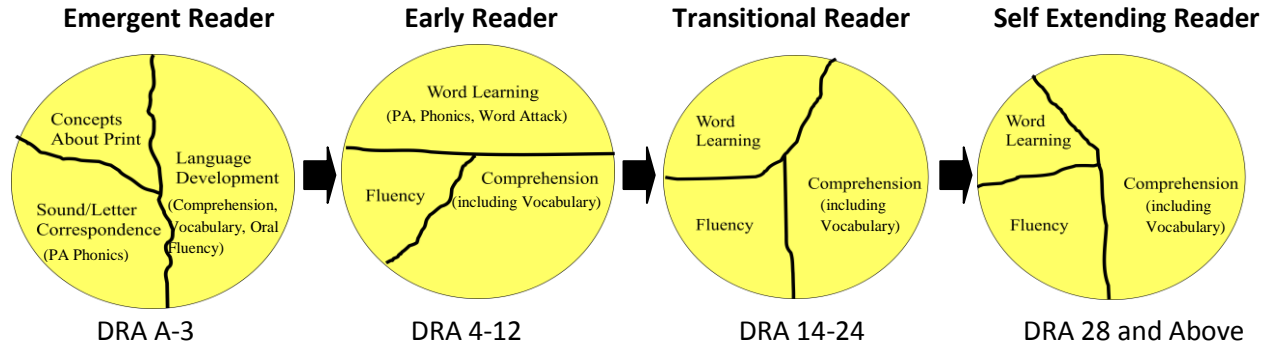 Emergent Reader
Early Reader
Transitional Reader
Self Extending Reader
Concepts
About Print
Language
Development
(Comprehension,
Vocabulary, Oral
Fluency)
Sound/Letter
Correspondence
(PA Phonics)
Word Learning
(PA, Phonics, Word Attack)
Fluency
Comprehension
(including Vocabulary)
Word
Learning
Fluency
Comprehension
(including
Vocabulary)
Word
Learning
Fluency
Comprehension
(including
Vocabulary)
DRA A-3
DRA 4-12
DRA 14-24
DRA 28 and Above